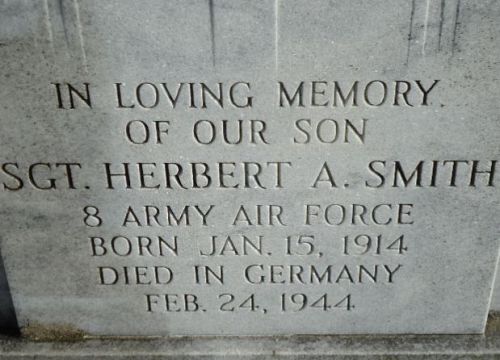 IN LOVING MEMORY
OF OUR SON
SGT. HERBERT A. SMITH
8 ARMY AIR FORCE
BORN JAN. 15, 1914
DIED IN GERMANY
FEB. 24, 1944